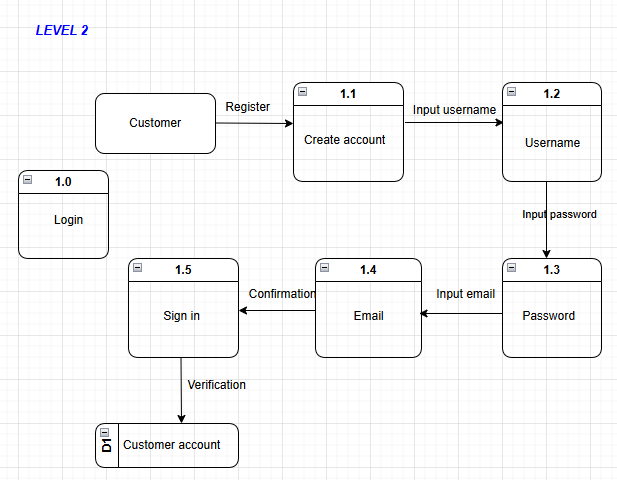 LEVEL 2
1.1
1.2
Customer
Register
Create account
Input username
Username
1.0
Login
Input password
1.5
1.4
1.3
Sign in
Confirmation
Email
Input email
Password
Verification
D1
Customer account